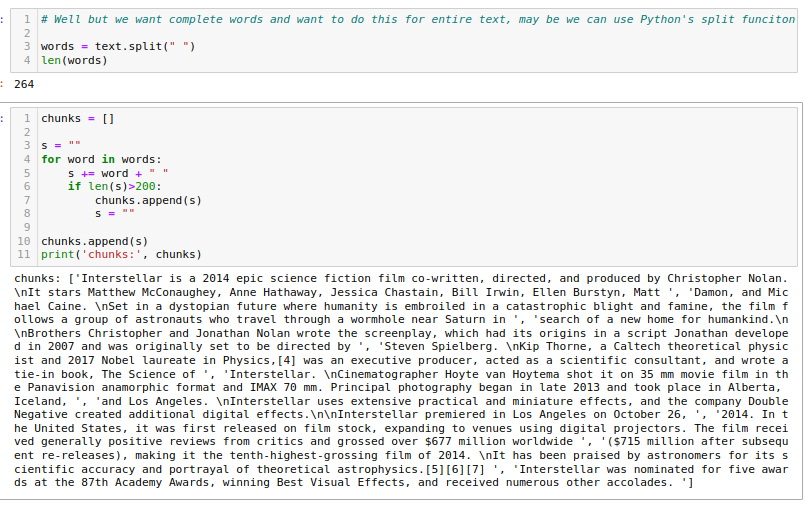 :
1 # Well but we want complete words and want to do this for entire text, may be we can use Python's split funciton
2
3 words = text.split(" ")
4 len(words)
: 264
:
1 chunks = []
2
3 s = ""
4 for word in words:
5     s += word + " "
6     if len(s)>200:
7         chunks.append(s)
8         s = ""
9
10 chunks.append(s)
11 print('chunks:', chunks)
chunks: ['Interstellar is a 2014 epic science fiction film co-written, directed, and produced by Christopher Nolan.
\nIt stars Matthew McConaughey, Anne Hathaway, Jessica Chastain, Bill Irwin, Ellen Burstyn, Matt ', 'Damon, and Mic
hael Caine. \nSet in a dystopian future where humanity is embroiled in a catastrophic blight and famine, the film f
ollows a group of astronauts who travel through a wormhole near Saturn in ', 'search of a new home for humankind.\n
\nBrothers Christopher and Jonathan Nolan wrote the screenplay, which had its origins in a script Jonathan develope
d in 2007 and was originally set to be directed by ', 'Steven Spielberg. \nKip Thorne, a Caltech theoretical physic
ist and 2017 Nobel laureate in Physics,[4] was an executive producer, acted as a scientific consultant, and wrote a
tie-in book, The Science of ', 'Interstellar. \nCinematographer Hoyte van Hoytema shot it on 35 mm movie film in th
e Panavision anamorphic format and IMAX 70 mm. Principal photography began in late 2013 and took place in Alberta,
Iceland, ', 'and Los Angeles. \nInterstellar uses extensive practical and miniature effects, and the company Double
Negative created additional digital effects.\n\nInterstellar premiered in Los Angeles on October 26, ', '2014. In t
he United States, it was first released on film stock, expanding to venues using digital projectors. The film recei
ved generally positive reviews from critics and grossed over $677 million worldwide ', '($715 million after subsequ
ent re-releases), making it the tenth-highest-grossing film of 2014. \nIt has been praised by astronomers for its s
cientific accuracy and portrayal of theoretical astrophysics.[5][6][7] ', 'Interstellar was nominated for five awar
ds at the 87th Academy Awards, winning Best Visual Effects, and received numerous other accolades. ']